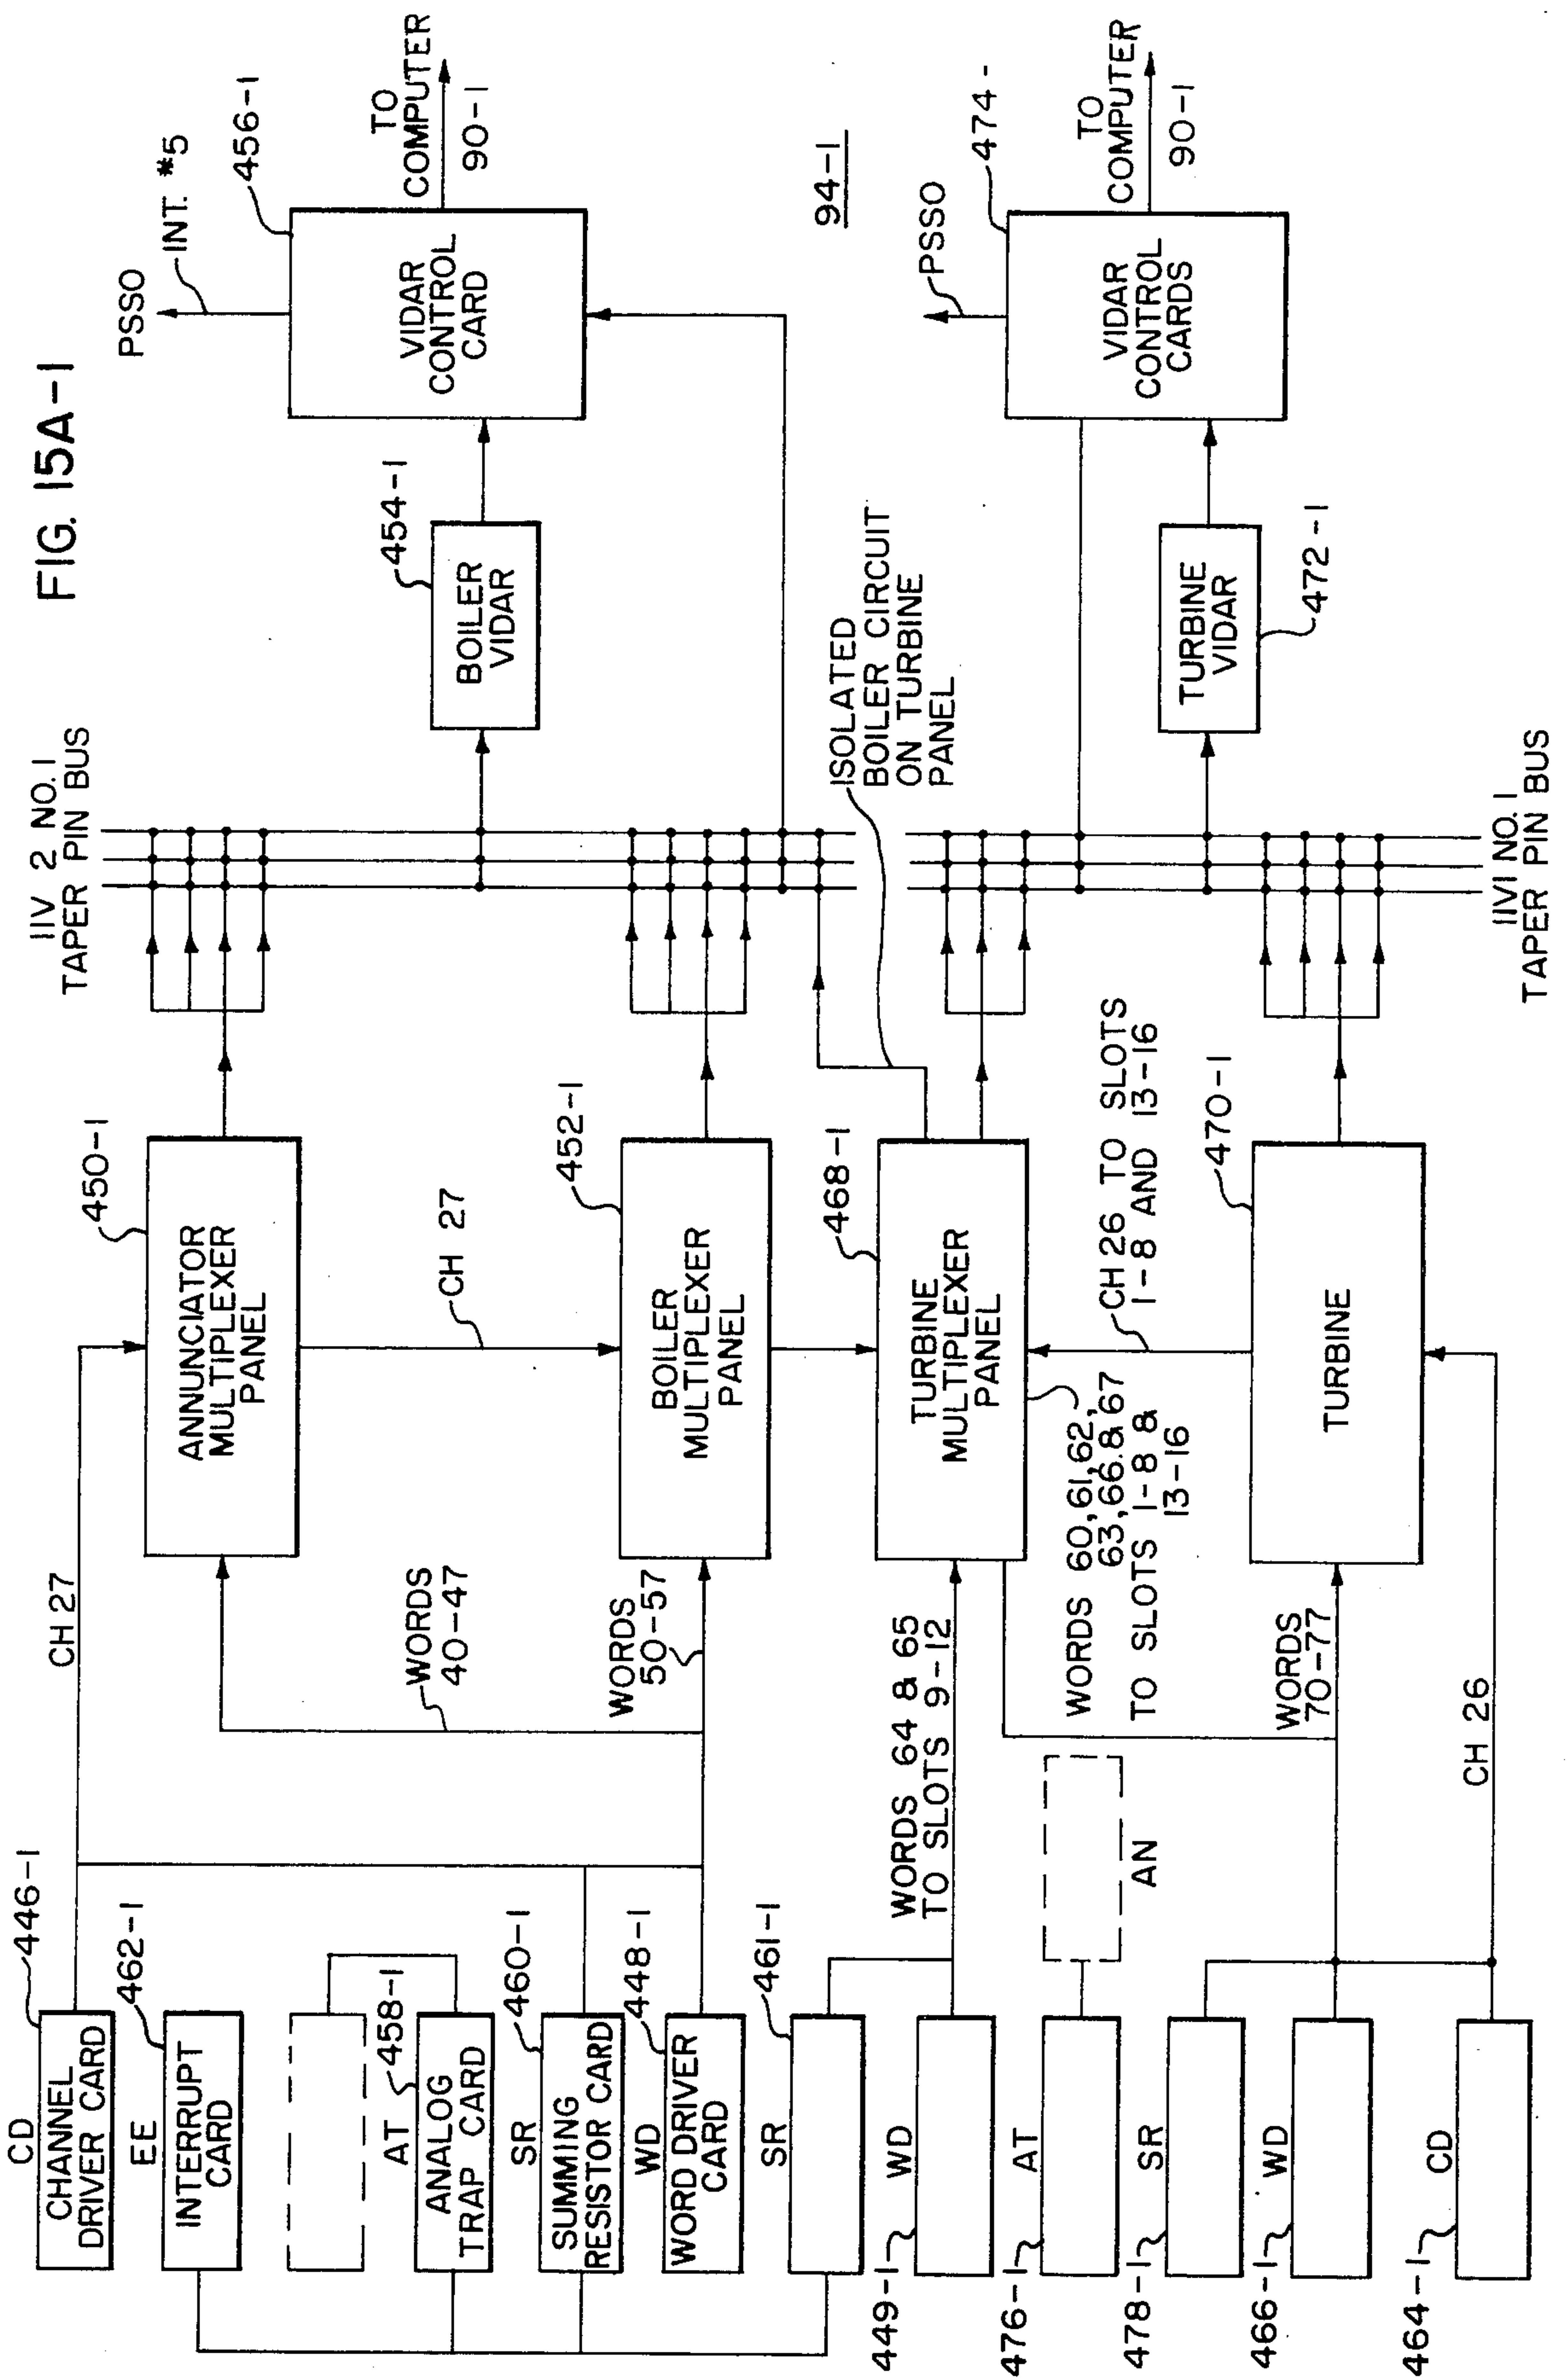 FIG. 15A-1
CD
446-1
CHANNEL
DRIVER CARD
EE
462-1
INTERRUPT
CARD
AT
458-1
ANALOG
TRAP CARD
SR
460-1
SUMMING
RESISTOR CARD
WD
448-1
WORD DRIVER
CARD
SR
461-1
WD
449-1
AT
476-1
AN
SR
478-1
WD
466-1
CD
464-1
CH 27
WORDS
40-47
WORDS
50-57
WORDS 64 & 65
TO SLOTS 9-12
WORDS 60,61,62,
63,66.& 67
TO SLOTS 1-8 &
13-16
WORDS
70-77
CH 26
450-1
ANNUNCIATOR
MULTIPLEXER
PANEL
CH 27
452-1
BOILER
MULTIPLEXER
PANEL
468-1
TURBINE
MULTIPLEXER
PANEL
CH 26 TO SLOTS
1-8 AND 13-16
470-1
TURBINE
11V 2 NO. 1
TAPER PIN BUS
ISOLATED
BOILER CIRCUIT
ON TURBINE
PANEL
11V1 NO. 1
TAPER PIN BUS
454-1
BOILER
VIDAR
TURBINE
VIDAR
472-1
PSSO
INT. #5
456-1
VIDAR
CONTROL
CARD
TO
COMPUTER
90-1
94-1
PSSO
474-
VIDAR
CONTROL
CARDS
TO
COMPUTER
90-1